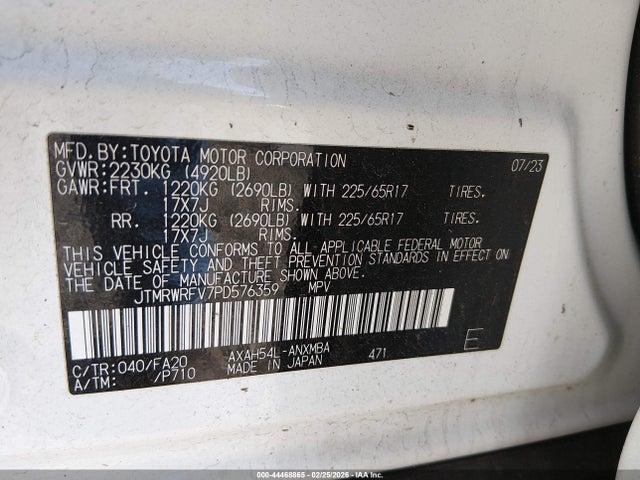 MFD. BY: TOYOTA MOTOR CORPORATION 07/23
GVWR: 2230KG (4920LB)
GAWR: FRT. 1220KG (2690LB) WITH 225/65R17 TIRES.
17X7J RIMS.
RR. 1220KG (2690LB) WITH 225/65R17 TIRES.
17X7J RIMS.
THIS VEHICLE CONFORMS TO ALL APPLICABLE FEDERAL MOTOR
VEHICLE SAFETY AND THEFT PREVENTION STANDARDS IN EFFECT ON
THE DATE OF MANUFACTURE SHOWN ABOVE.
JTMRWRFV7PD576359 MPV
C/TR: 040/FA20 AXAH54L-ANXMBA 471 E
A/TM: /P710 MADE IN JAPAN
000-44468865 - 02/25/2026 - IAA Inc.